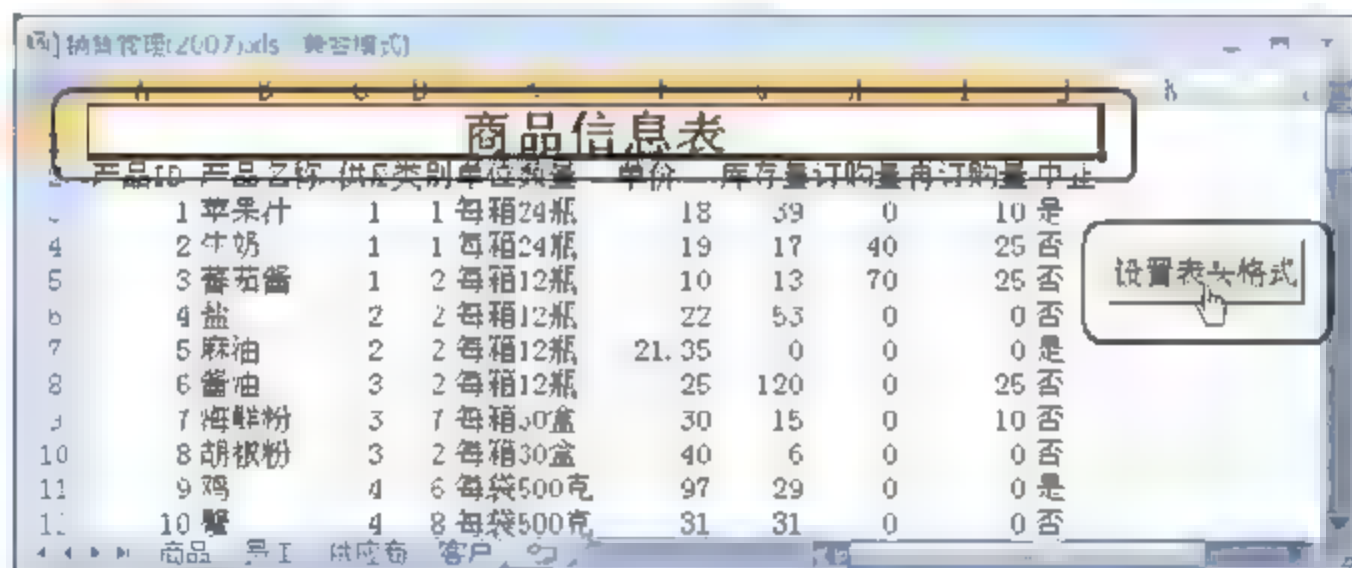 销售管理(2007).xls [兼容模式]
商品信息表
产品ID 产品名称 供应 类别 单位数量 单价 库存量 订购量 再订购量 中止
1 苹果汁 1 1 每箱24瓶 18 39 0 10 是
4 2 牛奶 1 1 每箱24瓶 19 17 40 25 否
5 3 蕃茄酱 1 2 每箱12瓶 10 13 70 25 否
6 4 盐 2 2 每箱12瓶 22 53 0 0 否
7 5 麻油 2 2 每箱12瓶 21.35 0 0 0 是
设置表头格式
8 6 酱油 3 2 每箱12瓶 25 120 0 25 否
7 海鲜粉 3 7 每箱30盒 30 15 0 10 否
10 8 胡椒粉 3 2 每箱30盒 40 6 0 0 否
11 9 鸡 4 6 每袋500克 97 29 0 0 是
10 蟹 4 8 每袋500克 31 31 0 0 否
商品 员工 供应商 客户